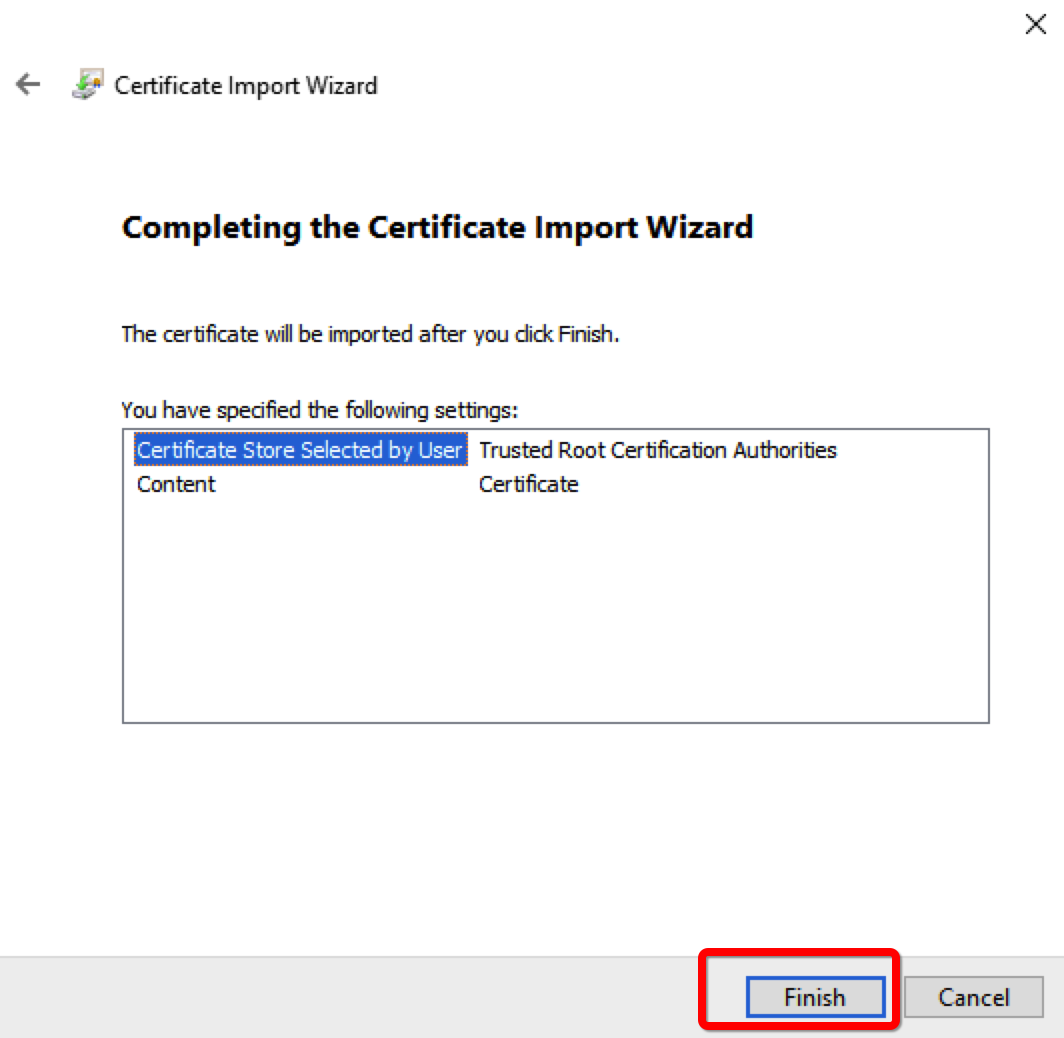 Certificate Import Wizard
Completing the Certificate Import Wizard
The certificate will be imported after you click Finish.
You have specified the following settings:
Certificate Store Selected by User Trusted Root Certification Authorities
Content Certificate
Finish Cancel